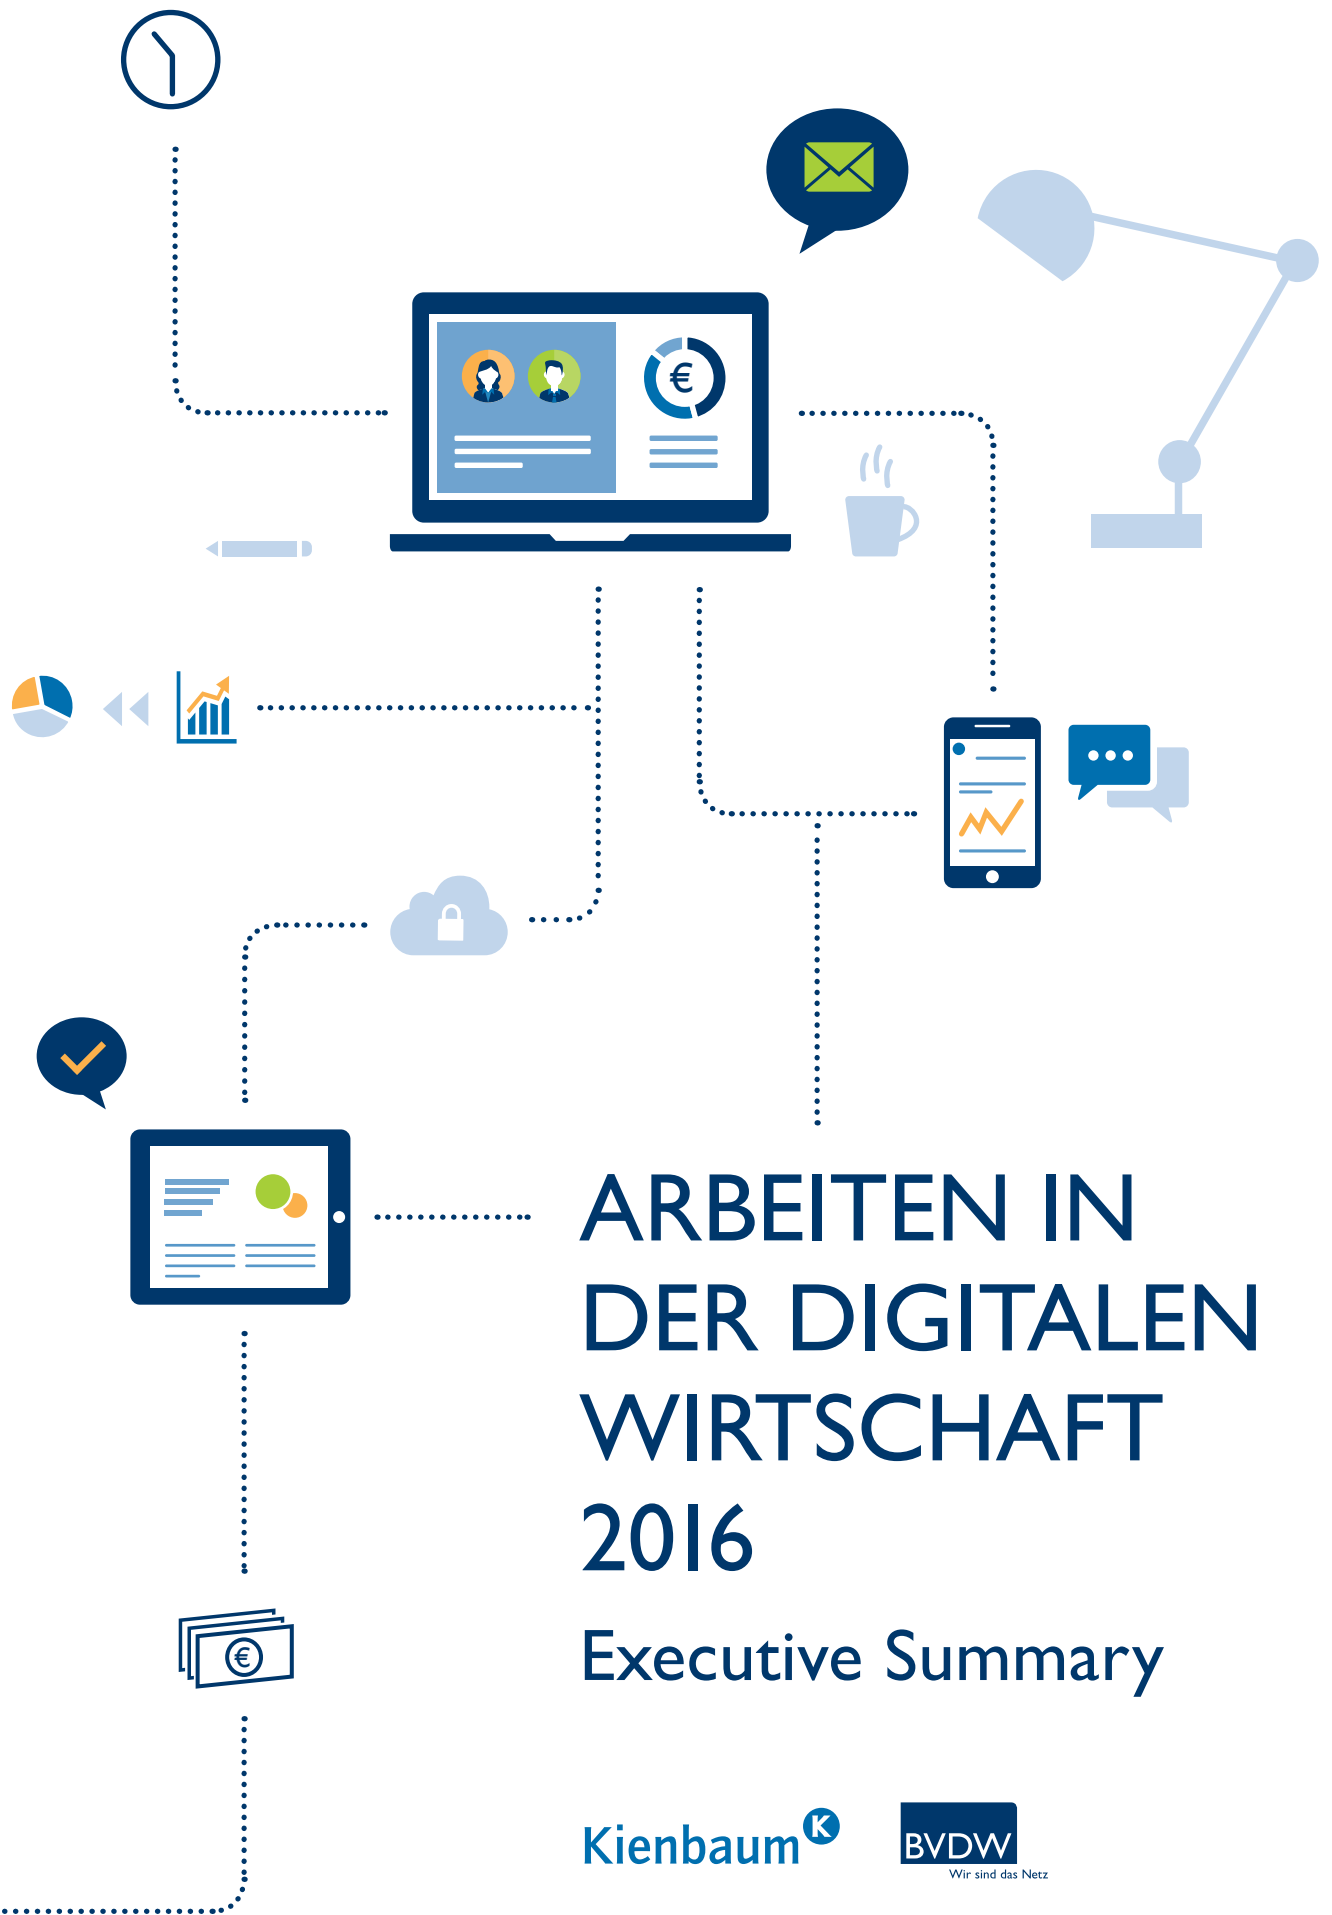 ARBEITEN IN
DER DIGITALEN
WIRTSCHAFT
2016
Executive Summary
Kienbaum K
BVDW
Wir sind das Netz